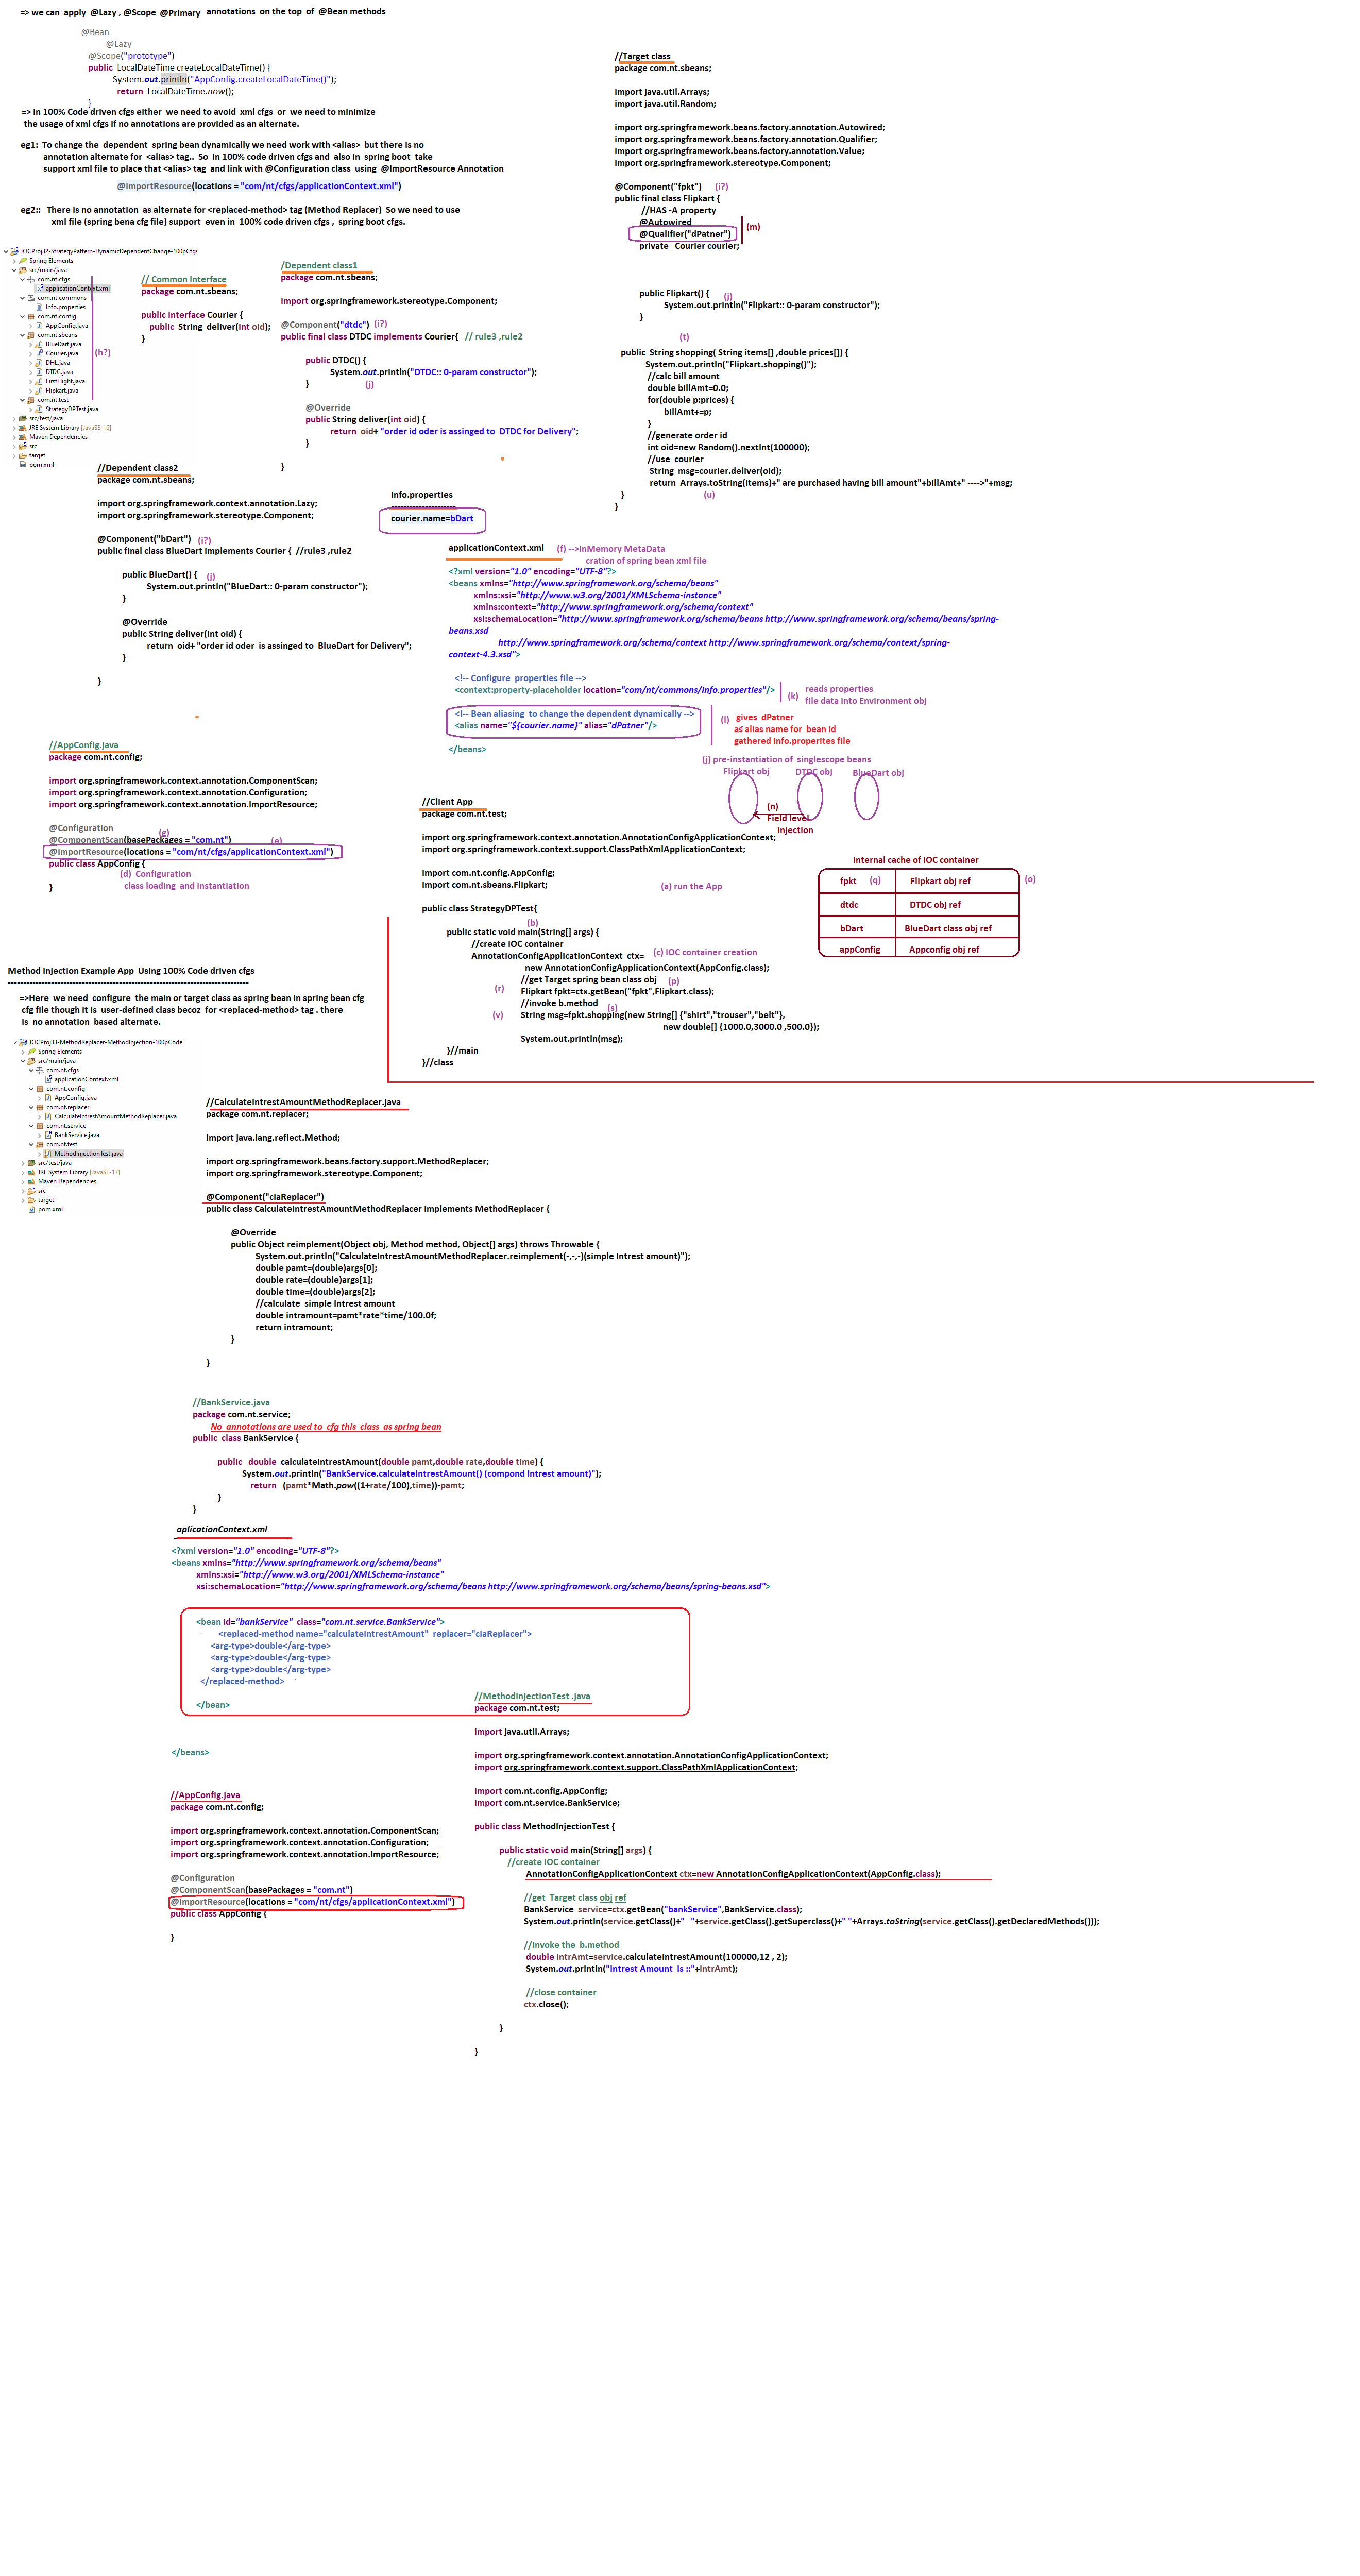 => we can apply @Lazy , @Scope @Primary annotations on the top of @Bean methods
@Bean
@Lazy
@Scope("prototype")
public LocalDateTime createLocalDateTime() {
System.out.println("AppConfig.createLocalDateTime()");
return LocalDateTime.now();
}
=> In 100% Code driven cfgs either we need to avoid xml cfgs or we need to minimize
the usage of xml cfgs if no annotations are provided as an alternate.
eg1: To change the dependent spring bean dynamically we need work with <alias> but there is no
annotation alternate for <alias> tag.. So In 100% code driven cfgs and also in spring boot take
support xml file to place that <alias> tag and link with @Configuration class using @ImportResource Annotation
@ImportResource(locations = "com/nt/cfgs/applicationContext.xml")
eg2:: There is no annotation as alternate for <replaced-method> tag (Method Replacer) So we need to use
xml file (spring bena cfg file) support even in 100% code driven cfgs , spring boot cfgs.
IOCProj32-StrategyPattern-DynamicDependentChange-100pCfgs
Spring Elements
src/main/java
com.nt.cfgs
applicationContext.xml
com.nt.commons
Info.properties
com.nt.config
AppConfig.java
com.nt.sbeans
BlueDart.java
Courier.java
DHL.java
DTDC.java
FirstFlight.java
Flipkart.java
com.nt.test
StrategyDPTest.java
src/test/java
JRE System Library [JavaSE-16]
Maven Dependencies
src
target
pom.xml
(h?)
// Common Interface
package com.nt.sbeans;
public interface Courier {
public String deliver(int oid);
}
/Dependent class1
package com.nt.sbeans;
import org.springframework.stereotype.Component;
@Component("dtdc") (i?)
public final class DTDC implements Courier{ // rule3 ,rule2
public DTDC() {
System.out.println("DTDC:: 0-param constructor");
} (j)
@Override
public String deliver(int oid) {
return oid+ "order id oder is assinged to DTDC for Delivery";
}
}
//Target class
package com.nt.sbeans;
import java.util.Arrays;
import java.util.Random;
import org.springframework.beans.factory.annotation.Autowired;
import org.springframework.beans.factory.annotation.Qualifier;
import org.springframework.beans.factory.annotation.Value;
import org.springframework.stereotype.Component;
@Component("fpkt") (i?)
public final class Flipkart {
//HAS -A property
@Autowired
@Qualifier("dPatner") (m)
private Courier courier;
public Flipkart() { (j)
System.out.println("Flipkart:: 0-param constructor");
}
(t)
public String shopping( String items[] ,double prices[]) {
System.out.println("Flipkart.shopping()");
//calc bill amount
double billAmt=0.0;
for(double p:prices) {
billAmt+=p;
}
//generate order id
int oid=new Random().nextInt(100000);
//use courier
String msg=courier.deliver(oid);
return Arrays.toString(items)+" are purchased having bill amount"+billAmt+" ---->"+msg;
} (u)
}
//Dependent class2
package com.nt.sbeans;
import org.springframework.context.annotation.Lazy;
import org.springframework.stereotype.Component;
@Component("bDart") (i?)
public final class BlueDart implements Courier { //rule3 ,rule2
public BlueDart() { (j)
System.out.println("BlueDart:: 0-param constructor");
}
@Override
public String deliver(int oid) {
return oid+ "order id oder is assinged to BlueDart for Delivery";
}
}
Info.properties
---------------------
courier.name=bDart
applicationContext.xml (f) -->InMemory MetaData
cration of spring bean xml file
<?xml version="1.0" encoding="UTF-8"?>
<beans xmlns="http://www.springframework.org/schema/beans"
xmlns:xsi="http://www.w3.org/2001/XMLSchema-instance"
xmlns:context="http://www.springframework.org/schema/context"
xsi:schemaLocation="http://www.springframework.org/schema/beans http://www.springframework.org/schema/beans/spring-
beans.xsd
http://www.springframework.org/schema/context http://www.springframework.org/schema/context/spring-
context-4.3.xsd">
<!-- Configure properties file -->
<context:property-placeholder location="com/nt/commons/Info.properties"/>
(k) reads properties
file data into Environment obj
<!-- Bean aliasing to change the dependent dynamically -->
<alias name="${courier.name}" alias="dPatner"/>
(l) gives dPatner
as alias name for bean id
gathered Info.properites file
</beans>
(j) pre-instantiation of singlescope beans
Flipkart obj DTDC obj BlueDart obj
(n)
Field level
Injection
//AppConfig.java
package com.nt.config;
import org.springframework.context.annotation.ComponentScan;
import org.springframework.context.annotation.Configuration;
import org.springframework.context.annotation.ImportResource;
@Configuration
(g)
@ComponentScan(basePackages = "com.nt") (e)
@ImportResource(locations = "com/nt/cfgs/applicationContext.xml")
public class AppConfig {
(d) Configuration
class loading and instantiation
}
//Client App
package com.nt.test;
import org.springframework.context.annotation.AnnotationConfigApplicationContext;
import org.springframework.context.support.ClassPathXmlApplicationContext;
import com.nt.config.AppConfig;
import com.nt.sbeans.Flipkart;
(a) run the App
public class StrategyDPTest{
(b)
public static void main(String[] args) {
//create IOC container
AnnotationConfigApplicationContext ctx= (c) IOC container creation
new AnnotationConfigApplicationContext(AppConfig.class);
//get Target spring bean class obj (p)
(r) Flipkart fpkt=ctx.getBean("fpkt",Flipkart.class);
//invoke b.method (s)
(v) String msg=fpkt.shopping(new String[] {"shirt","trouser","belt"},
new double[] {1000.0,3000.0 ,500.0});
System.out.println(msg);
}//main
}//class
Internal cache of IOC container
fpkt (q) Flipkart obj ref (o)
dtdc DTDC obj ref
bDart BlueDart class obj ref
appConfig Appconfig obj ref
Method Injection Example App Using 100% Code driven cfgs
--------------------------------------------------------------------------------
=>Here we need configure the main or target class as spring bean in spring bean cfg
cfg file though it is user-defined class becoz for <replaced-method> tag . there
is no annotation based alternate.
IOCProj33-MethodReplacer-MethodInjection-100pCode
Spring Elements
src/main/java
com.nt.cfgs
applicationContext.xml
com.nt.config
AppConfig.java
com.nt.replacer
CalculateIntrestAmountMethodReplacer.java
com.nt.service
BankService.java
com.nt.test
MethodInjectionTest.java
src/test/java
JRE System Library [JavaSE-17]
Maven Dependencies
src
target
pom.xml
//CalculateIntrestAmountMethodReplacer.java
package com.nt.replacer;
import java.lang.reflect.Method;
import org.springframework.beans.factory.support.MethodReplacer;
import org.springframework.stereotype.Component;
@Component("ciaReplacer")
public class CalculateIntrestAmountMethodReplacer implements MethodReplacer {
@Override
public Object reimplement(Object obj, Method method, Object[] args) throws Throwable {
System.out.println("CalculateIntrestAmountMethodReplacer.reimplement(-,-,-)(simple Intrest amount)");
double pamt=(double)args[0];
double rate=(double)args[1];
double time=(double)args[2];
//calculate simple Intrest amount
double intramount=pamt*rate*time/100.0f;
return intramount;
}
}
//BankService.java
package com.nt.service;
No annotations are used to cfg this class as spring bean
public class BankService {
public double calculateIntrestAmount(double pamt,double rate,double time) {
System.out.println("BankService.calculateIntrestAmount() (compond Intrest amount)");
return (pamt*Math.pow((1+rate/100),time))-pamt;
}
}
aplicationContext.xml
<?xml version="1.0" encoding="UTF-8"?>
<beans xmlns="http://www.springframework.org/schema/beans"
xmlns:xsi="http://www.w3.org/2001/XMLSchema-instance"
xsi:schemaLocation="http://www.springframework.org/schema/beans http://www.springframework.org/schema/beans/spring-beans.xsd">
<bean id="bankService" class="com.nt.service.BankService">
<replaced-method name="calculateIntrestAmount" replacer="ciaReplacer">
<arg-type>double</arg-type>
<arg-type>double</arg-type>
<arg-type>double</arg-type>
</replaced-method>
</bean>
</beans>
//AppConfig.java
package com.nt.config;
import org.springframework.context.annotation.ComponentScan;
import org.springframework.context.annotation.Configuration;
import org.springframework.context.annotation.ImportResource;
@Configuration
@ComponentScan(basePackages = "com.nt")
@ImportResource(locations = "com/nt/cfgs/applicationContext.xml")
public class AppConfig {
}
//MethodInjectionTest .java
package com.nt.test;
import java.util.Arrays;
import org.springframework.context.annotation.AnnotationConfigApplicationContext;
import org.springframework.context.support.ClassPathXmlApplicationContext;
import com.nt.config.AppConfig;
import com.nt.service.BankService;
public class MethodInjectionTest {
public static void main(String[] args) {
//create IOC container
AnnotationConfigApplicationContext ctx=new AnnotationConfigApplicationContext(AppConfig.class);
//get Target class obj ref
BankService service=ctx.getBean("bankService",BankService.class);
System.out.println(service.getClass()+" "+service.getClass().getSuperclass()+" "+Arrays.toString(service.getClass().getDeclaredMethods()));
//invoke the b.method
double IntrAmt=service.calculateIntrestAmount(100000,12 , 2);
System.out.println("Intrest Amount is ::"+IntrAmt);
//close container
ctx.close();
}
}